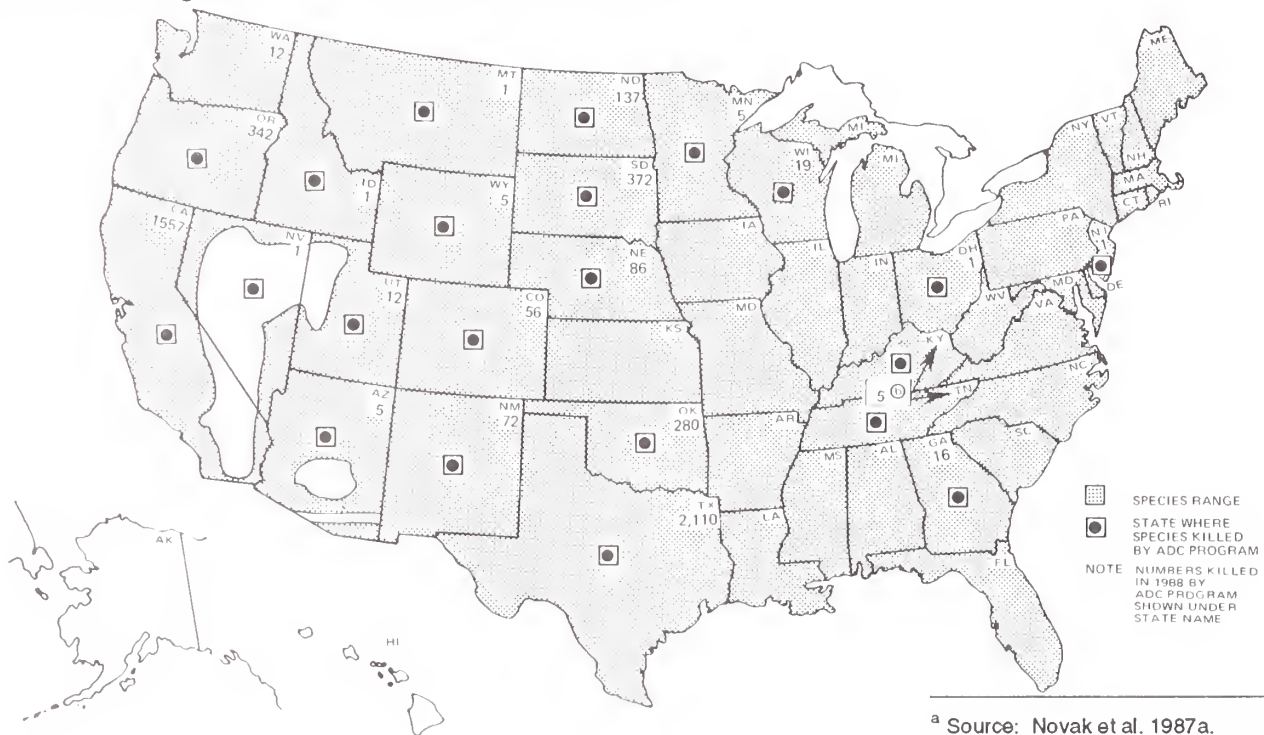 WA
12
MT
1
ND
137
MN
5
ME
OR
342
ID
1
WY
5
SD
372
WI
19
MI
MI
NY
VT
NH
MA
CT
RI
CA
1557
NV
1
UT
12
CO
56
NE
86
IA
IL
IN
OH
1
PA
NJ
1
DE
MD
WV
VA
KS
MO
KY
5 ⓑ
TN
NC
AZ
5
NM
72
OK
280
AR
MS
AL
GA
16
SC
TX
2,110
LA
FL
AK
HI
SPECIES RANGE
STATE WHERE
SPECIES KILLED
BY ADC PROGRAM
NOTE NUMBERS KILLED
IN 1988 BY
ADC PROGRAM
SHOWN UNDER
STATE NAME
a Source: Novak et al. 1987a.